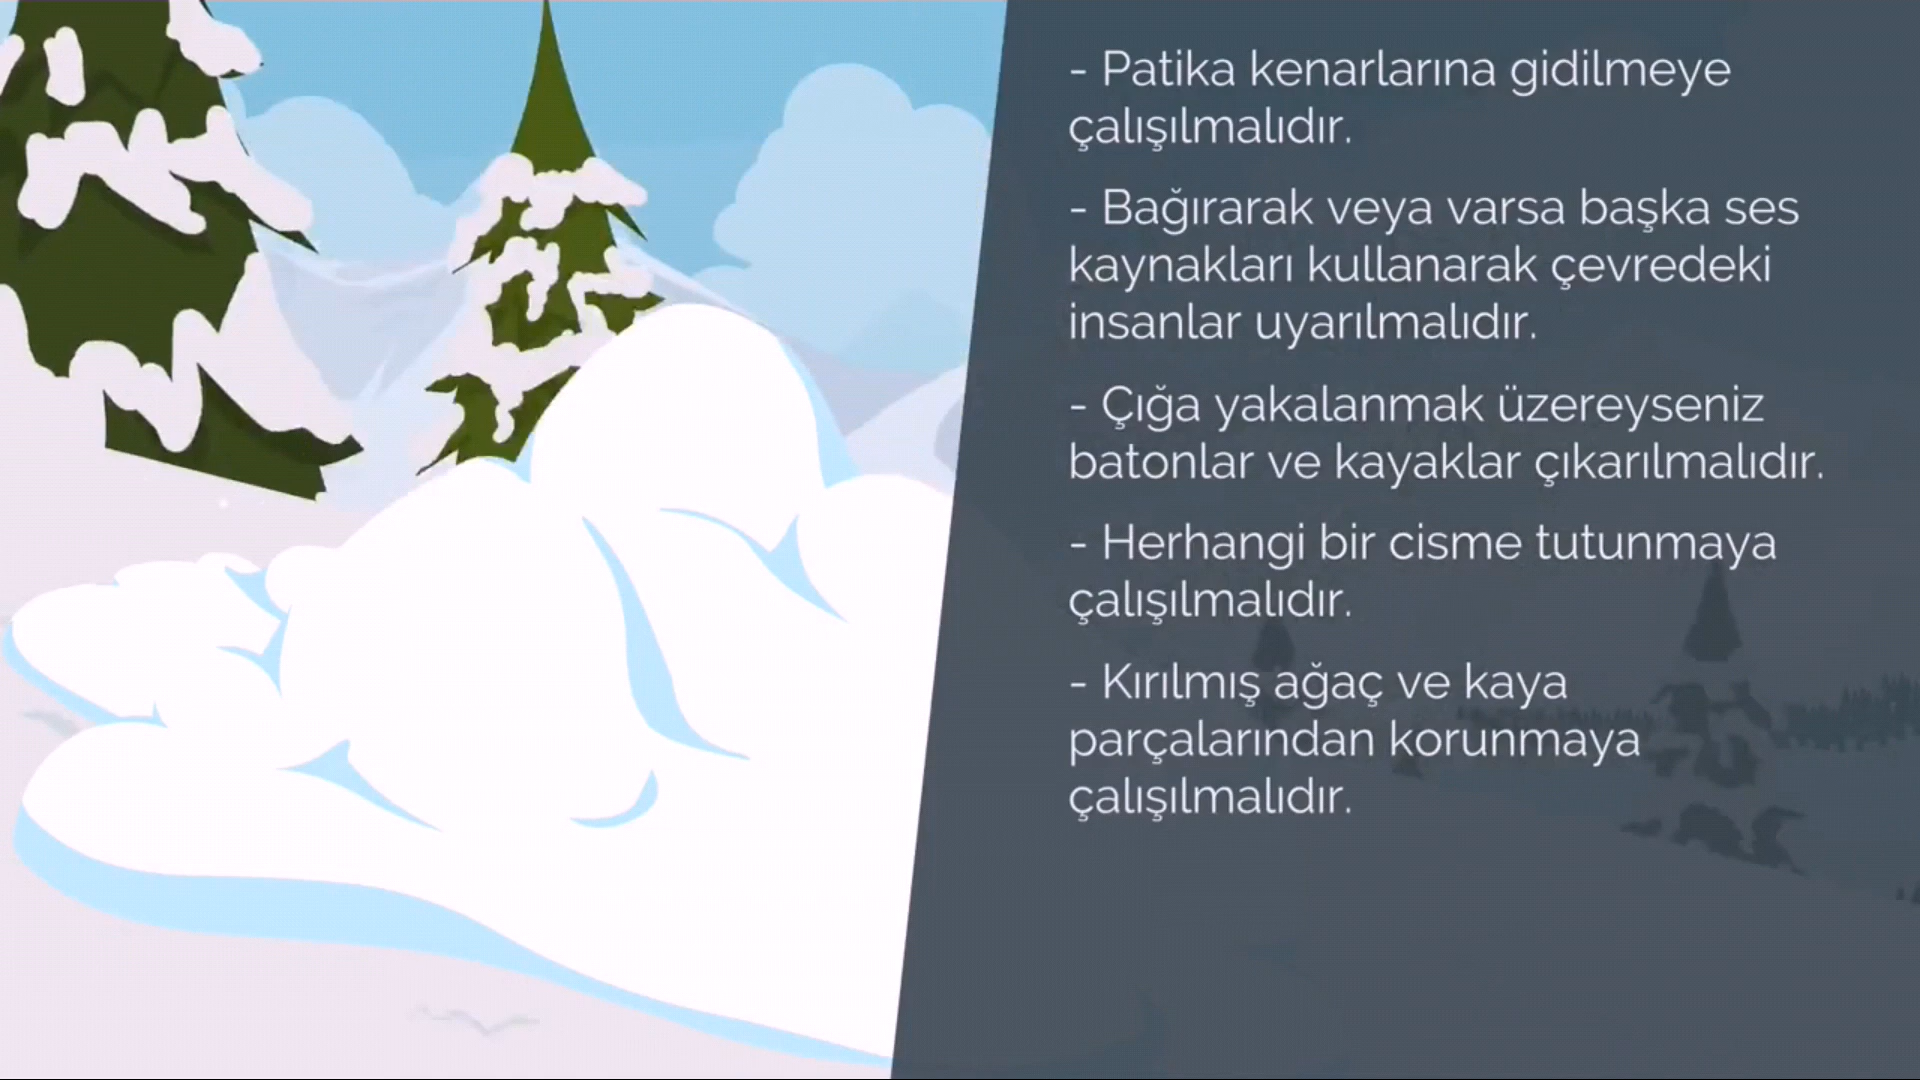 - Patika kenarlarına gidilmeye
çalışılmalıdır.
- Bağırarak veya varsa başka ses
kaynakları kullanarak çevredeki
insanlar uyarılmalıdır.
- Çığa yakalanmak üzereyseniz
batonlar ve kayaklar çıkarılmalıdır.
- Herhangi bir cisme tutunmaya
çalışılmalıdır.
- Kırılmış ağaç ve kaya
parçalarından korunmaya
çalışılmalıdır.